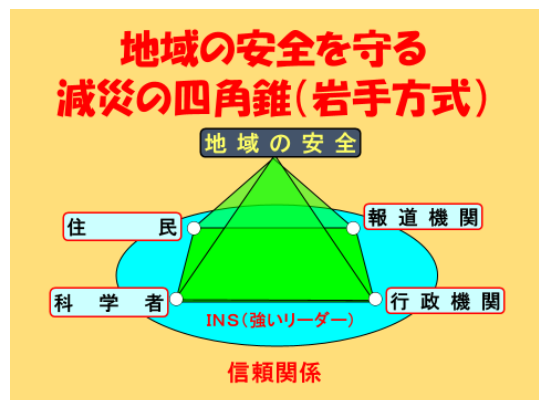 地域の安全を守る
減災の四角錐（岩手方式）
地域の安全
住民
報道機関
科学者
行政機関
INS（強いリーダー）
信頼関係